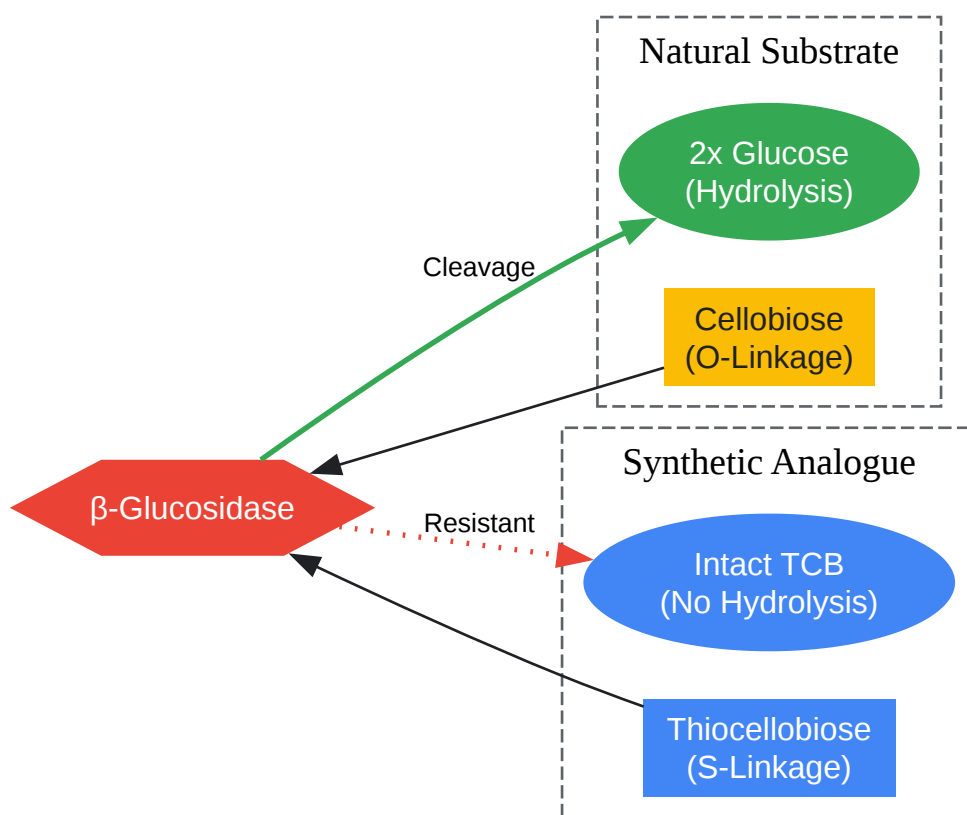 Natural Substrate
2x Glucose
(Hydrolysis)
Cleavage
Cellobiose
(O-Linkage)
Synthetic Analogue
β-Glucosidase
Resistant
Intact TCB
(No Hydrolysis)
Thiocellobiose
(S-Linkage)